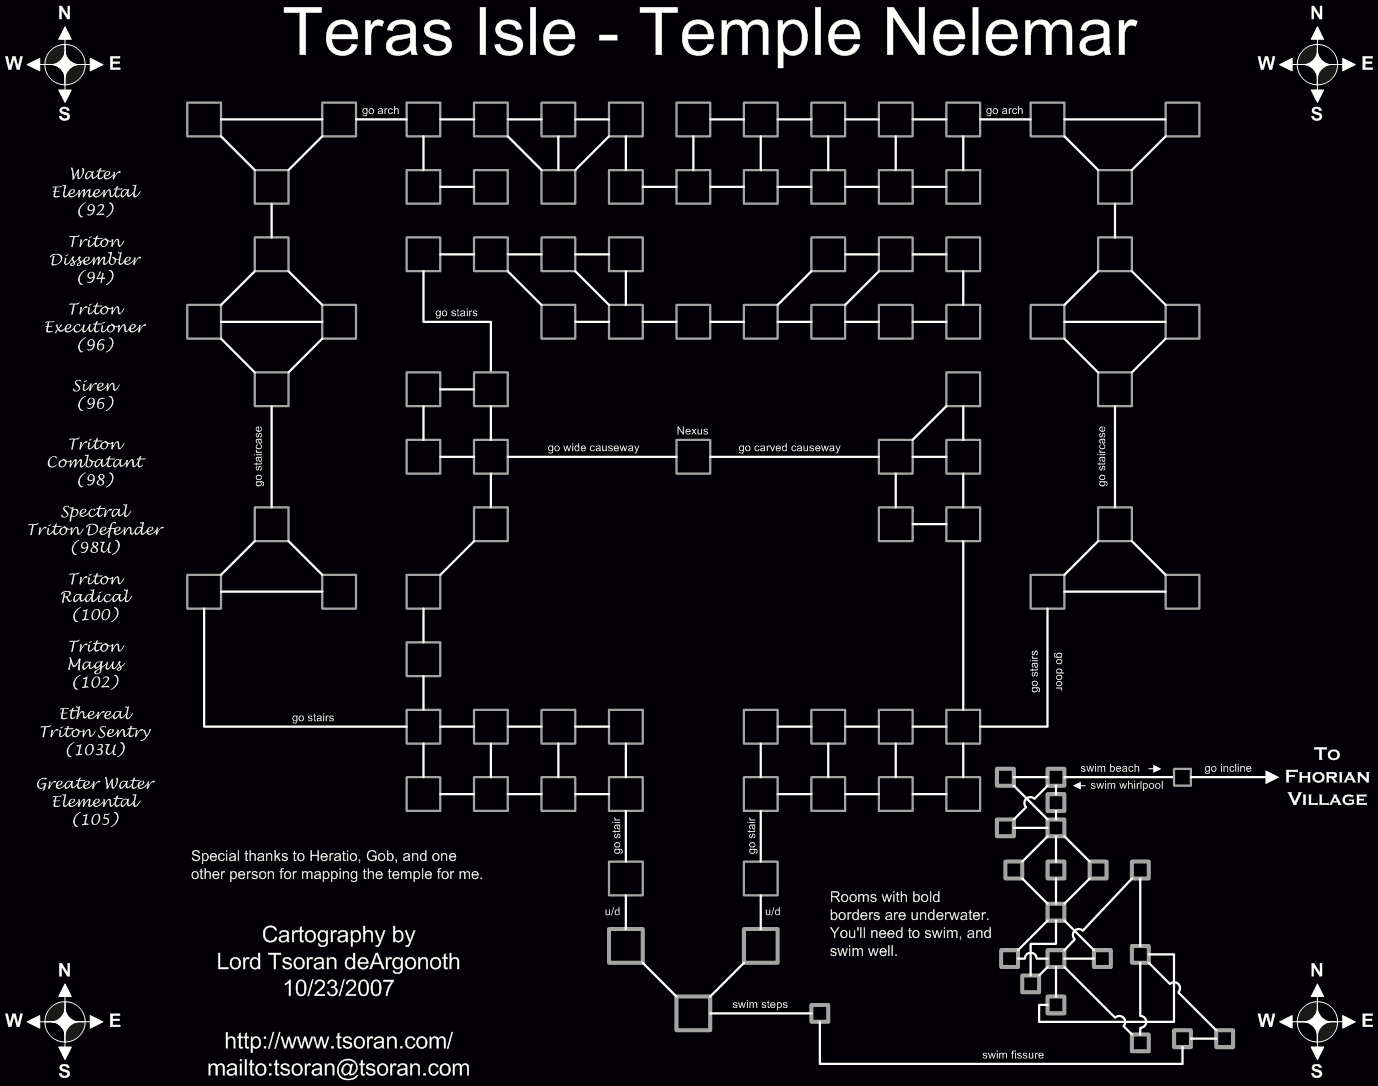 Teras Isle - Temple Nelemar
N
W
E
S
N
W
E
S
go arch
go arch
Water
Elemental
(92)
Triton
Dissembler
(94)
Triton
Executioner
(96)
go stairs
Siren
(96)
Nexus
Triton
Combatant
(98)
go wide causeway
go carved causeway
go staircase
go staircase
Spectral
Triton Defender
(98U)
Triton
Radical
(100)
Triton
Magus
(102)
go stairs
go door
Ethereal
Triton Sentry
(103U)
go stairs
Greater Water
Elemental
(105)
swim beach
swim whirlpool
go incline
To
Fhorian
Village
go stair
go stair
Special thanks to Heratio, Gob, and one
other person for mapping the temple for me.
u/d
u/d
Rooms with bold
borders are underwater.
You'll need to swim, and
swim well.
Cartography by
Lord Tsoran deArgonoth
10/23/2007
swim steps
swim fissure
http://www.tsoran.com/
mailto:tsoran@tsoran.com
N
W
E
S
N
W
E
S